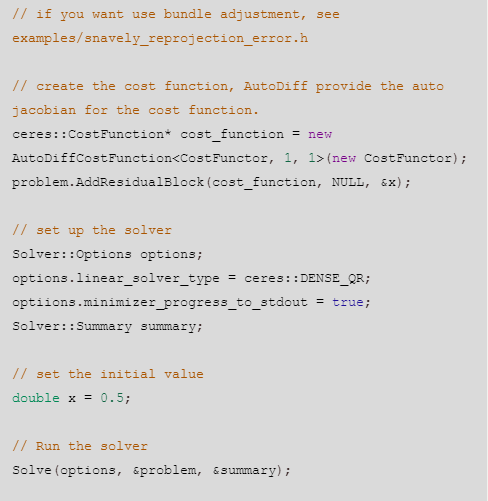 // if you want use bundle adjustment, see
examples/snavely_reprojection_error.h
// create the cost function, AutoDiff provide the auto
jacobian for the cost function.
ceres::CostFunction* cost_function = new
AutoDiffCostFunction<CostFunctor, 1, 1>(new CostFunctor);
problem.AddResidualBlock(cost_function, NULL, &x);
// set up the solver
Solver::Options options;
options.linear_solver_type = ceres::DENSE_QR;
optiions.minimizer_progress_to_stdout = true;
Solver::Summary summary;
// set the initial value
double x = 0.5;
// Run the solver
Solve(options, &problem, &summary);